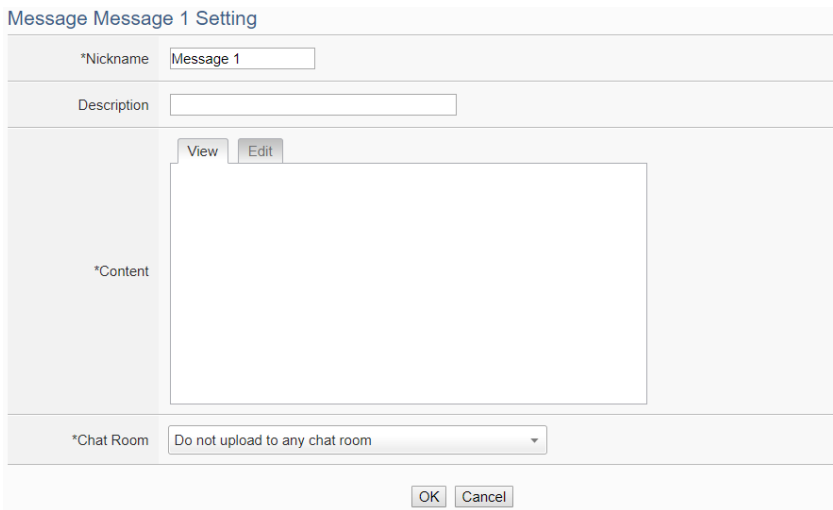 Message Message 1 Setting
*Nickname Message 1
Description
View Edit
*Content
*Chat Room Do not upload to any chat room
OK Cancel